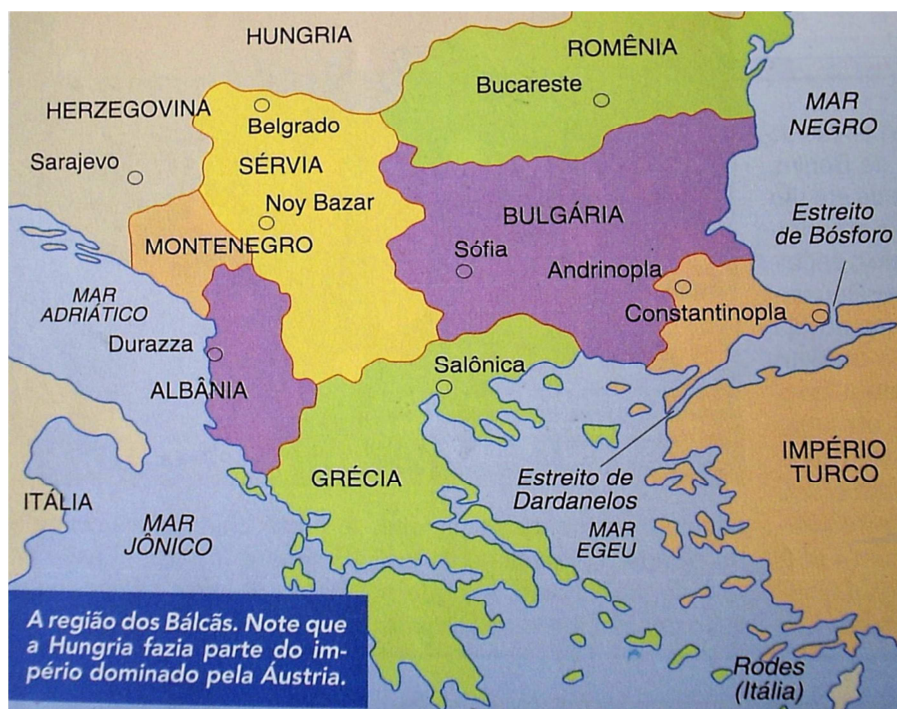 HUNGRIA
ROMÊNIA
Bucareste
MAR
NEGRO
HERZEGOVINA
Belgrado
Sarajevo
SÉRVIA
Noy Bazar
BULGÁRIA
Estreito
de Bósforo
MONTENEGRO
Sófia
Andrinopla
MAR
ADRIÁTICO
Constantinopla
Durazza
Salônica
ALBÂNIA
GRÉCIA
IMPÉRIO
TURCO
Estreito de
Dardanelos
ITÁLIA
MAR
JÔNICO
MAR
EGEU
A região dos Bálcãs. Note que
a Hungria fazia parte do im-
pério dominado pela Áustria.
Rodes
(Itália)